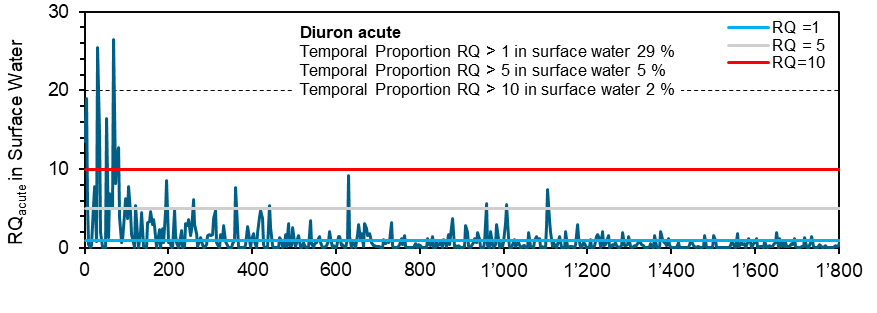 30
Diuron acute
RQ =1
Temporal Proportion RQ > 1 in surface water 29 %
RQ = 5
Temporal Proportion RQ > 5 in surface water 5 %
RQ=10
Temporal Proportion RQ > 10 in surface water 2 %
20
10
0
RQacute in Surface Water
0 200 400 600 800 1'000 1'200 1'400 1'600 1'800